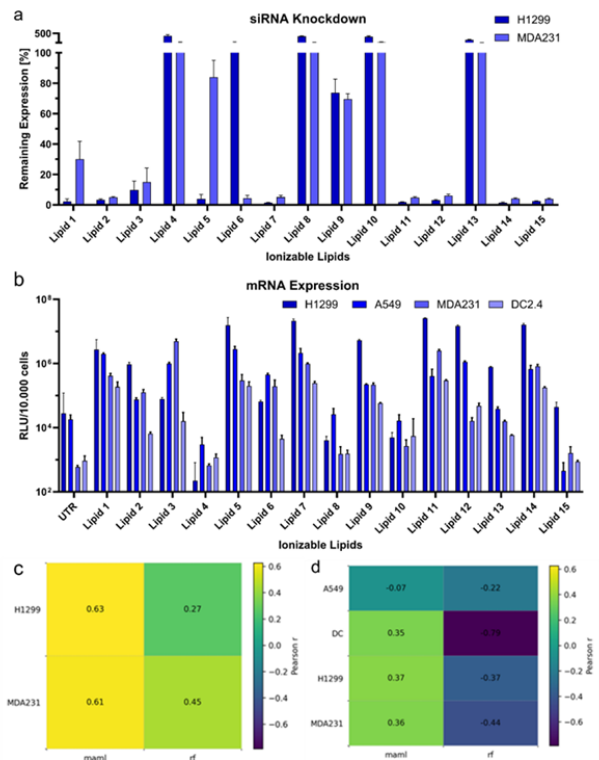 a
siRNA Knockdown
H1299
MDA231
Remaining Expression [%]
500
100
80
60
40
20
0
Lipid 1
Lipid 2
Lipid 3
Lipid 4
Lipid 5
Lipid 6
Lipid 7
Lipid 8
Lipid 9
Lipid 10
Lipid 11
Lipid 12
Lipid 13
Lipid 14
Lipid 15
Ionizable Lipids
b
mRNA Expression
H1299 A549 MDA231 DC2.4
RLU/10.000 cells
10⁸
10⁶
10⁴
10²
UTR
Lipid 1
Lipid 2
Lipid 3
Lipid 4
Lipid 5
Lipid 6
Lipid 7
Lipid 8
Lipid 9
Lipid 10
Lipid 11
Lipid 12
Lipid 13
Lipid 14
Lipid 15
Ionizable Lipids
c
H1299
0.63 0.27
MDA231
0.61 0.45
maml rf
0.6
0.4
0.2
0.0
−0.2
−0.4
−0.6
Pearson r
d
A549
-0.07 -0.22
DC
0.35
H1299
0.37 -0.37
MDA231
0.36 -0.44
maml rf
0.6
0.4
0.2
0.0
−0.2
−0.4
−0.6
Pearson r